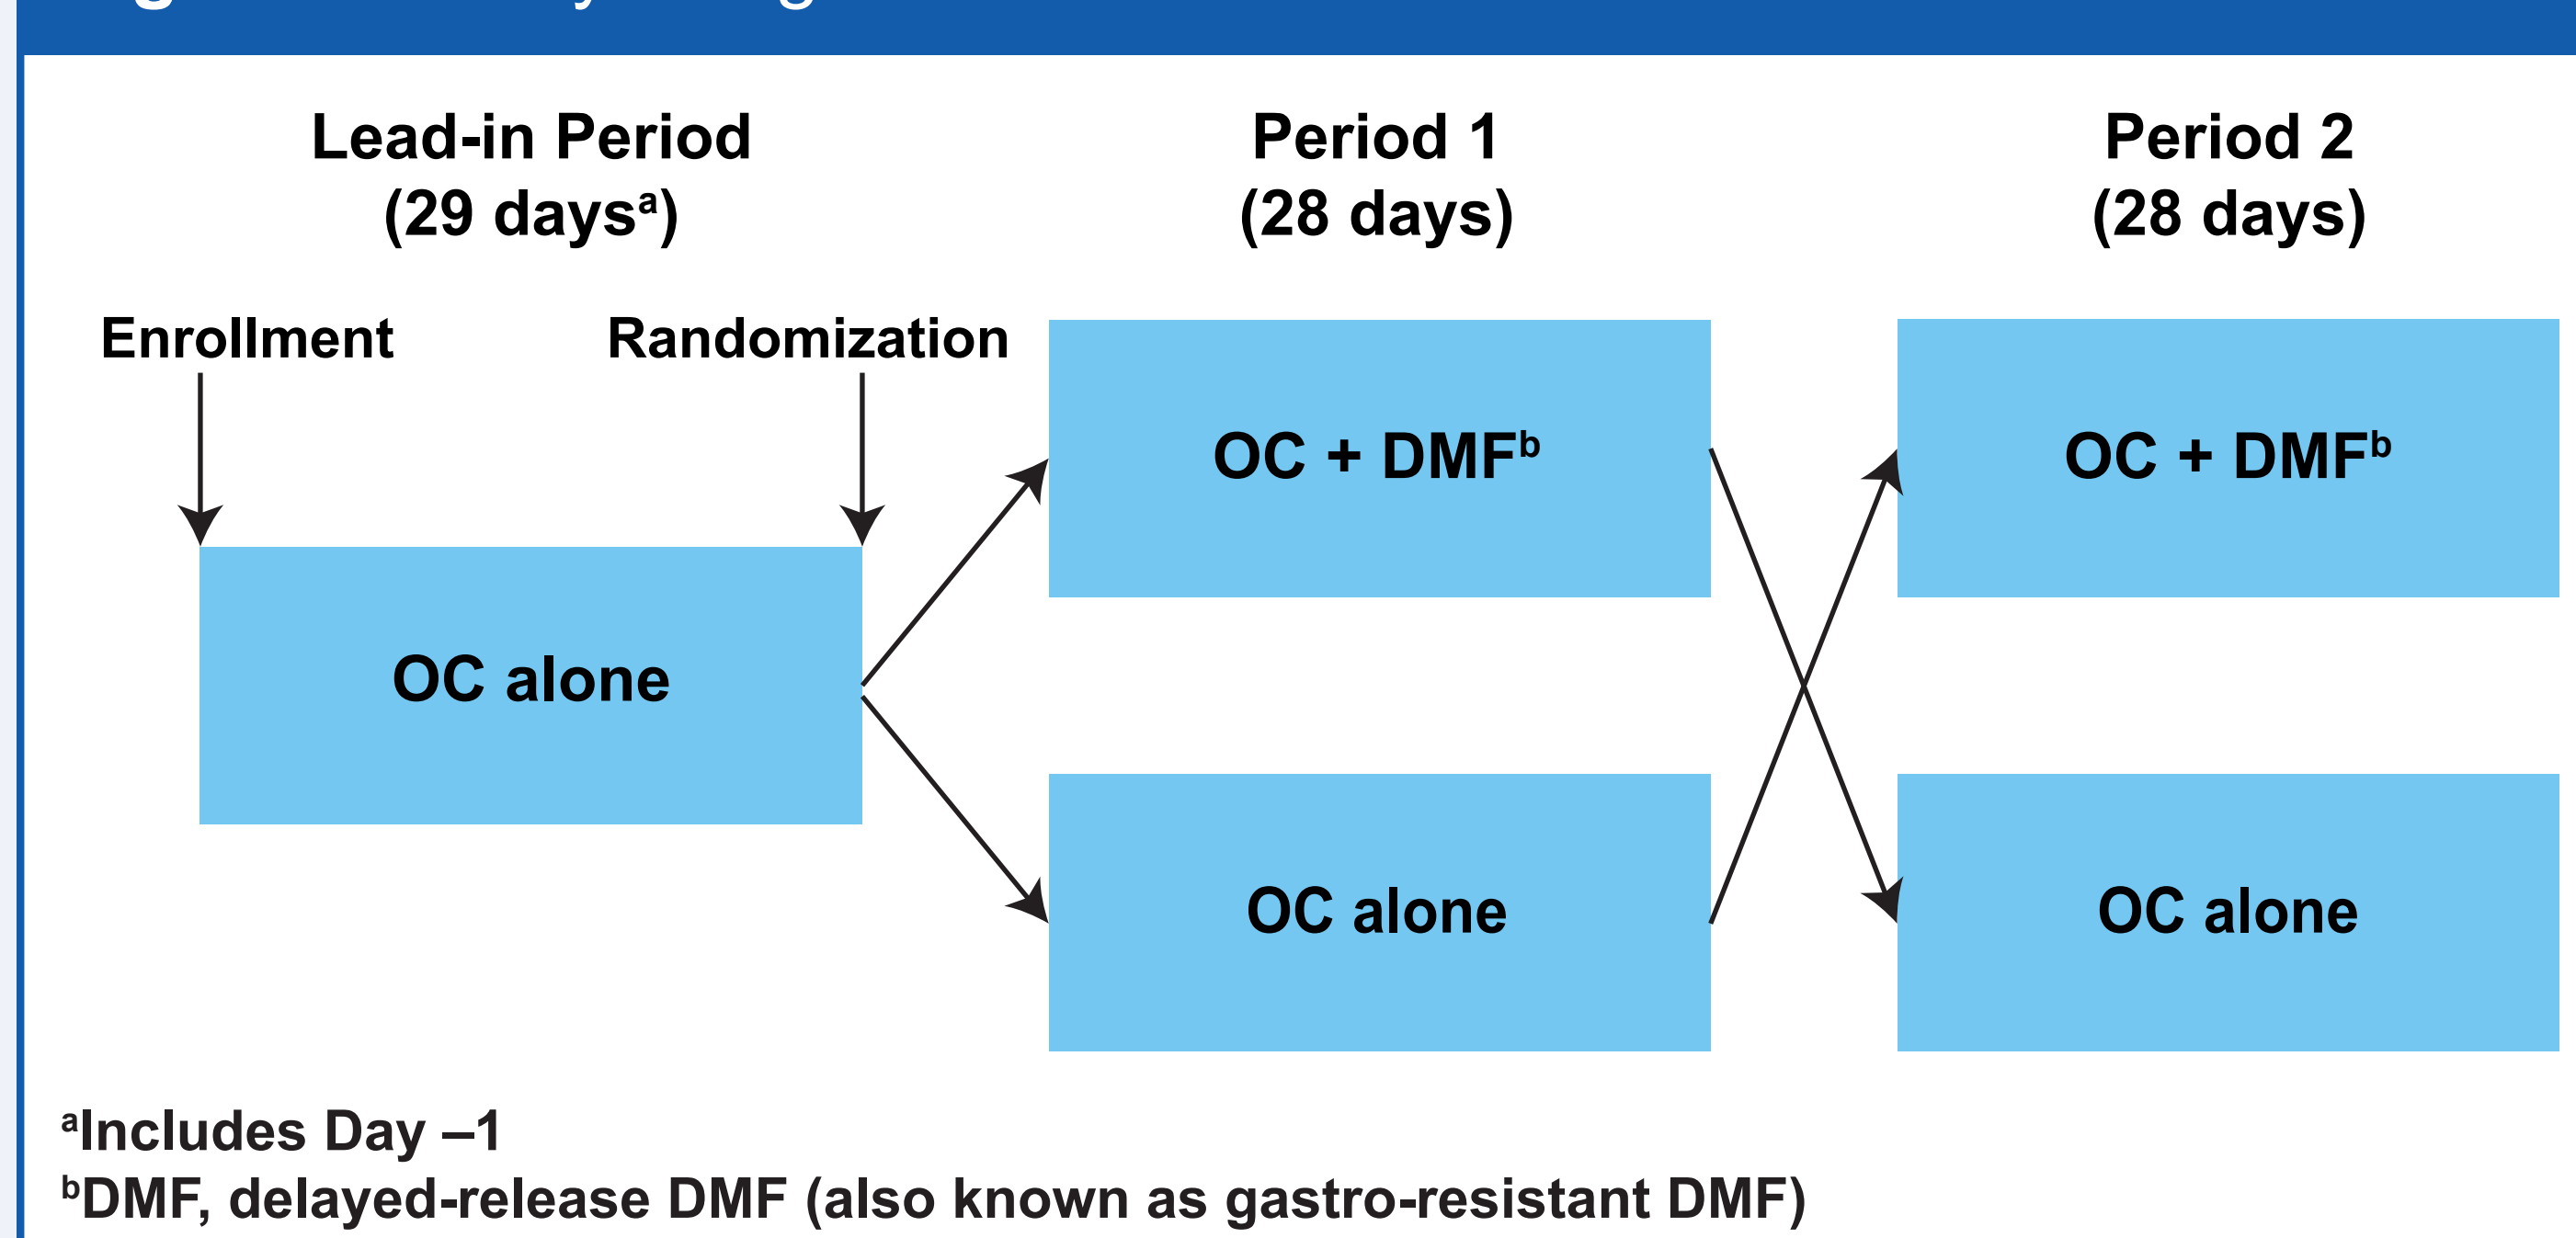 Lead-in Period
(29 daysᵃ)
Period 1
(28 days)
Period 2
(28 days)
Enrollment
Randomization
OC alone
OC + DMFᵇ
OC alone
OC + DMFᵇ
OC alone
ᵃIncludes Day –1
ᵇDMF, delayed-release DMF (also known as gastro-resistant DMF)